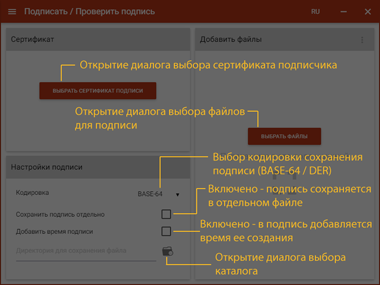 Подписать / Проверить подпись
RU
Сертификат
Добавить файлы
Открытие диалога выбора сертификата подписчика
ВЫБРАТЬ СЕРТИФИКАТ ПОДПИСИ
Открытие диалога выбора файлов
для подписи
ВЫБРАТЬ ФАЙЛЫ
Выбор кодировки сохранения
подписи (BASE-64 / DER)
Настройки подписи
Кодировка
BASE-64
Включено - подпись сохраняется
в отдельном файле
Сохранить подпись отдельно
Включено - в подпись добавляется
время ее создания
Добавить время подписи
Директория для сохранения файла
Открытие диалога выбора
каталога